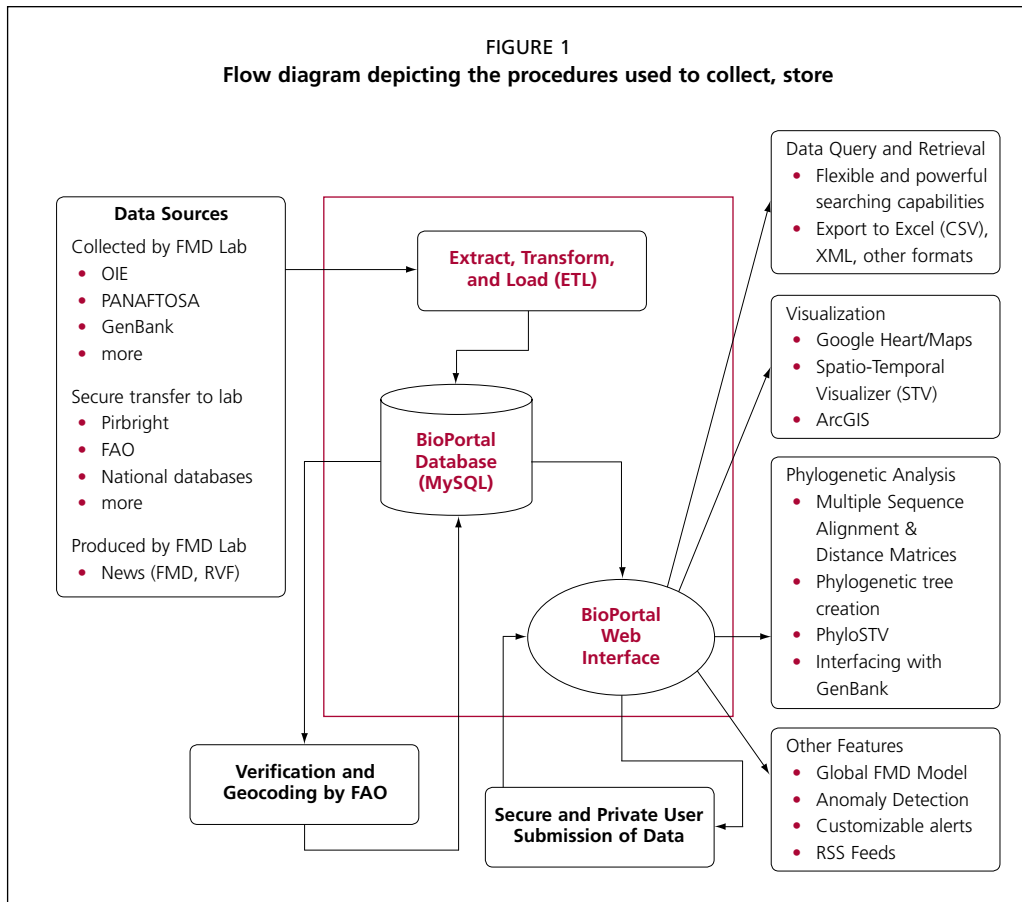 FIGURE 1
Flow diagram depicting the procedures used to collect, store
Data Sources
Collected by FMD Lab
• OIE
• PANAFTOSA
• GenBank
• more
Secure transfer to lab
• Pirbright
• FAO
• National databases
• more
Produced by FMD Lab
• News (FMD, RVF)
Extract, Transform,
and Load (ETL)
BioPortal
Database
(MySQL)
BioPortal
Web
Interface
Verification and
Geocoding by FAO
Secure and Private User
Submission of Data
Data Query and Retrieval
• Flexible and powerful
searching capabilities
• Export to Excel (CSV),
XML, other formats
Visualization
• Google Heart/Maps
• Spatio-Temporal
Visualizer (STV)
• ArcGIS
Phylogenetic Analysis
• Multiple Sequence
Alignment &
Distance Matrices
• Phylogenetic tree
creation
• PhyloSTV
• Interfacing with
GenBank
Other Features
• Global FMD Model
• Anomaly Detection
• Customizable alerts
• RSS Feeds